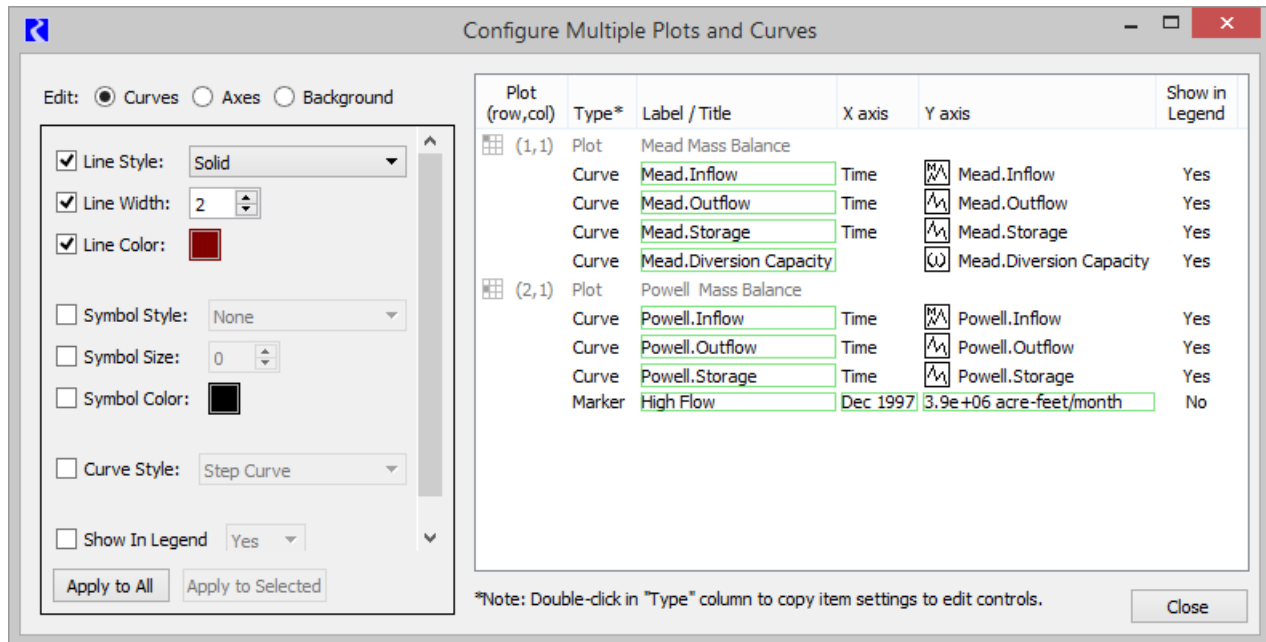 Configure Multiple Plots and Curves
Edit: Curves Axes Background
Line Style: Solid
Line Width: 2
Line Color:
Symbol Style: None
Symbol Size: 0
Symbol Color:
Curve Style: Step Curve
Show In Legend Yes
Apply to All Apply to Selected
Plot (row,col) Type* Label / Title X axis Y axis Show in Legend
(1,1) Plot Mead Mass Balance
Curve Mead.Inflow Time Mead.Inflow Yes
Curve Mead.Outflow Time Mead.Outflow Yes
Curve Mead.Storage Time Mead.Storage Yes
Curve Mead.Diversion Capacity Mead.Diversion Capacity Yes
(2,1) Plot Powell Mass Balance
Curve Powell.Inflow Time Powell.Inflow Yes
Curve Powell.Outflow Time Powell.Outflow Yes
Curve Powell.Storage Time Powell.Storage Yes
Marker High Flow Dec 1997 3.9e+06 acre-feet/month No
*Note: Double-click in "Type" column to copy item settings to edit controls.
Close